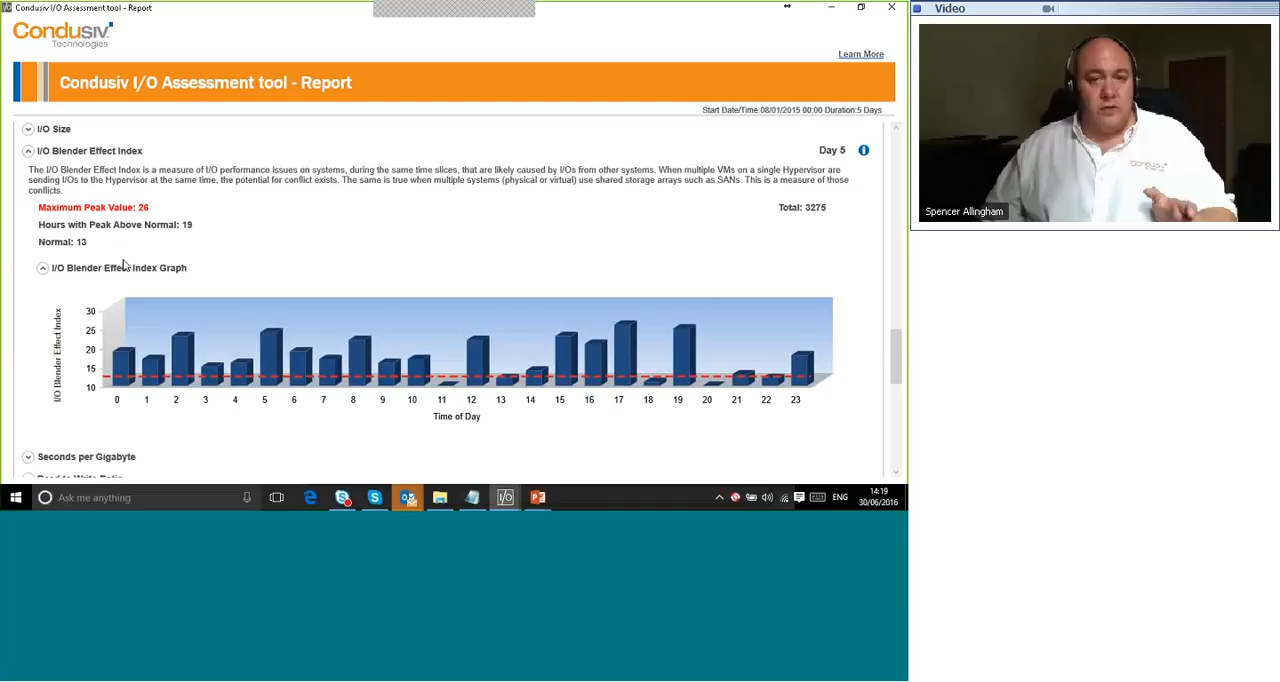 Condusiv I/O Assessment tool - Report
Condusiv
Technologies
Learn More
Condusiv I/O Assessment tool - Report
Start Date/Time:08/01/2015 00:00 Duration:5 Days
I/O Size
I/O Blender Effect Index
Day 5
The I/O Blender Effect Index is a measure of I/O performance issues on systems, during the same time slices, that are likely caused by I/Os from other systems. When multiple VMs on a single Hypervisor are
sending I/Os to the Hypervisor at the same time, the potential for conflict exists. The same is true when multiple systems (physical or virtual) use shared storage arrays such as SANs. This is a measure of those
conflicts.
Maximum Peak Value: 26
Total: 3275
Hours with Peak Above Normal: 19
Normal: 13
I/O Blender Effect Index Graph
I/O Blender Effect Index
30
25
20
15
10
0 1 2 3 4 5 6 7 8 9 10 11 12 13 14 15 16 17 18 19 20 21 22 23
Time of Day
Seconds per Gigabyte
Read to Write Ratio
Ask me anything
ENG
14:19
30/06/2016
Video
Condusiv
Spencer Allingham